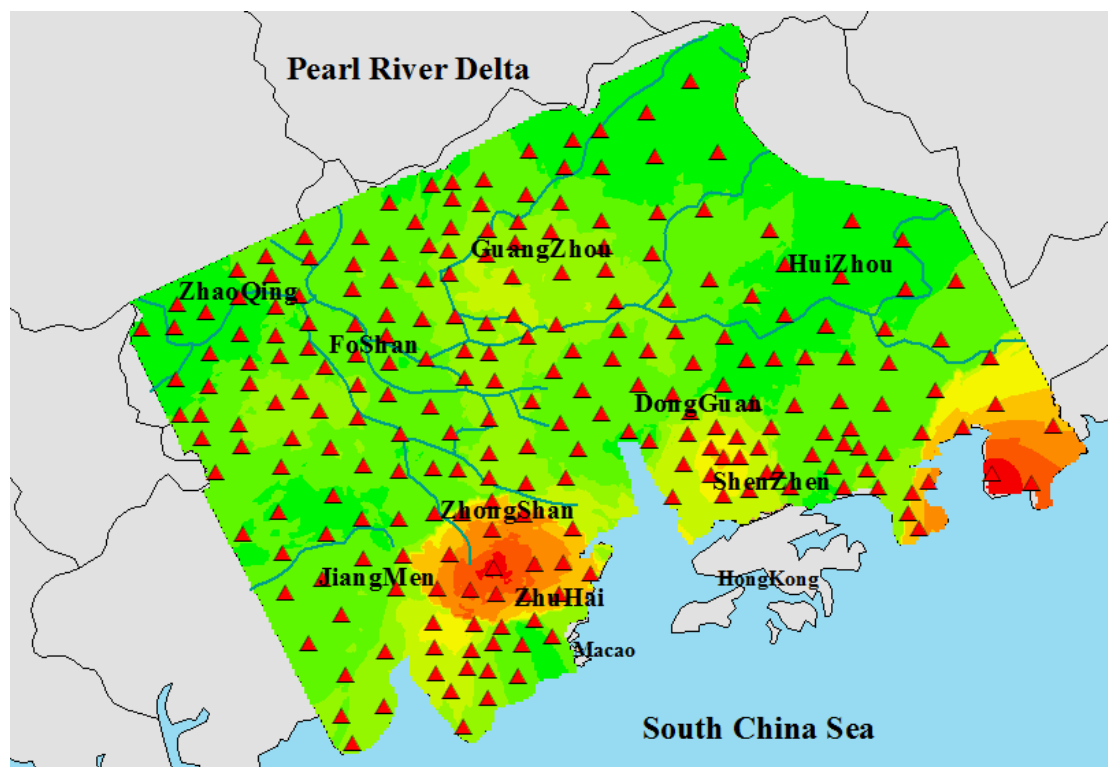 Pearl River Delta
GuangZhou
HuiZhou
ZhaoQing
FoShan
DongGuan
ShenZhen
ZhongShan
JiangMen
HongKong
ZhuHai
Macao
South China Sea